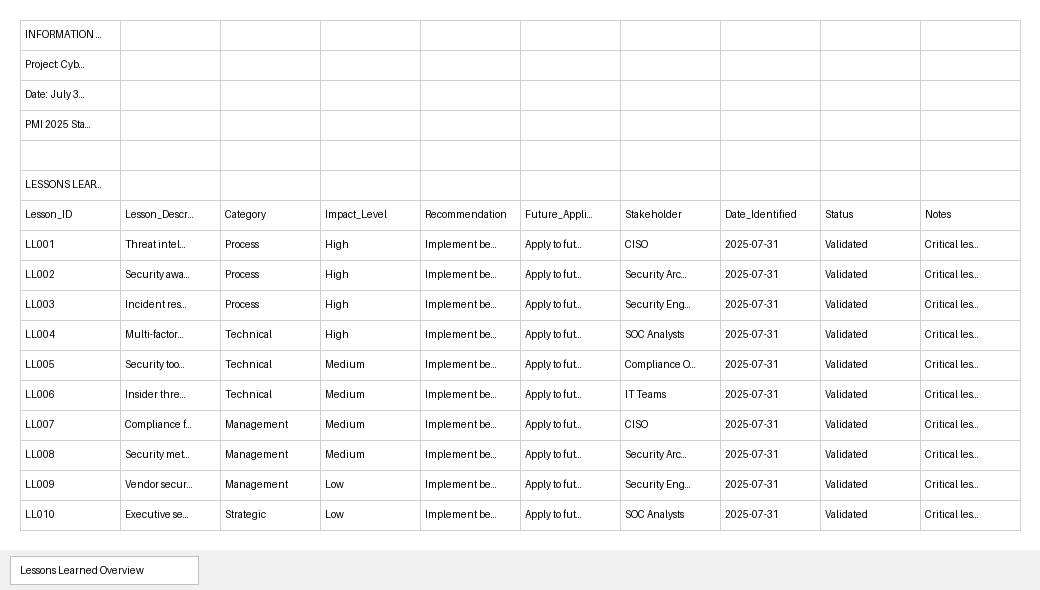 INFORMATION...
Project: Cyb...
Date: July 3...
PMI 2025 Sta...
LESSONS LEAR...
Lesson_ID Lesson_Descr... Category Impact_Level Recommendation Future_Appli... Stakeholder Date_Identified Status Notes
LL001 Threat intel... Process High Implement be... Apply to fut... CISO 2025-07-31 Validated Critical les...
LL002 Security awa... Process High Implement be... Apply to fut... Security Arc... 2025-07-31 Validated Critical les...
LL003 Incident res... Process High Implement be... Apply to fut... Security Eng... 2025-07-31 Validated Critical les...
LL004 Multi-factor... Technical High Implement be... Apply to fut... SOC Analysts 2025-07-31 Validated Critical les...
LL005 Security too... Technical Medium Implement be... Apply to fut... Compliance O... 2025-07-31 Validated Critical les...
LL006 Insider thre... Technical Medium Implement be... Apply to fut... IT Teams 2025-07-31 Validated Critical les...
LL007 Compliance f... Management Medium Implement be... Apply to fut... CISO 2025-07-31 Validated Critical les...
LL008 Security met... Management Medium Implement be... Apply to fut... Security Arc... 2025-07-31 Validated Critical les...
LL009 Vendor secur... Management Low Implement be... Apply to fut... Security Eng... 2025-07-31 Validated Critical les...
LL010 Executive se... Strategic Low Implement be... Apply to fut... SOC Analysts 2025-07-31 Validated Critical les...
Lessons Learned Overview